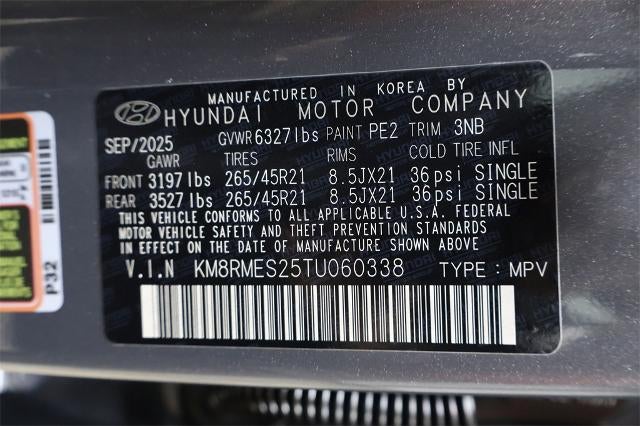 MANUFACTURED IN KOREA BY
HYUNDAI MOTOR COMPANY
SEP/2025 GVWR 6327lbs PAINT PE2 TRIM 3NB
GAWR TIRES RIMS COLD TIRE INFL
FRONT 3197lbs 265/45R21 8.5JX21 36psi SINGLE
REAR 3527lbs 265/45R21 8.5JX21 36psi SINGLE
THIS VEHICLE CONFORMS TO ALL APPLICABLE U.S.A. FEDERAL
MOTOR VEHICLE SAFETY AND THEFT PREVENTION STANDARDS
IN EFFECT ON THE DATE OF MANUFACTURE SHOWN ABOVE.
V.I.N KM8RMES25TU060338 TYPE : MPV
P32